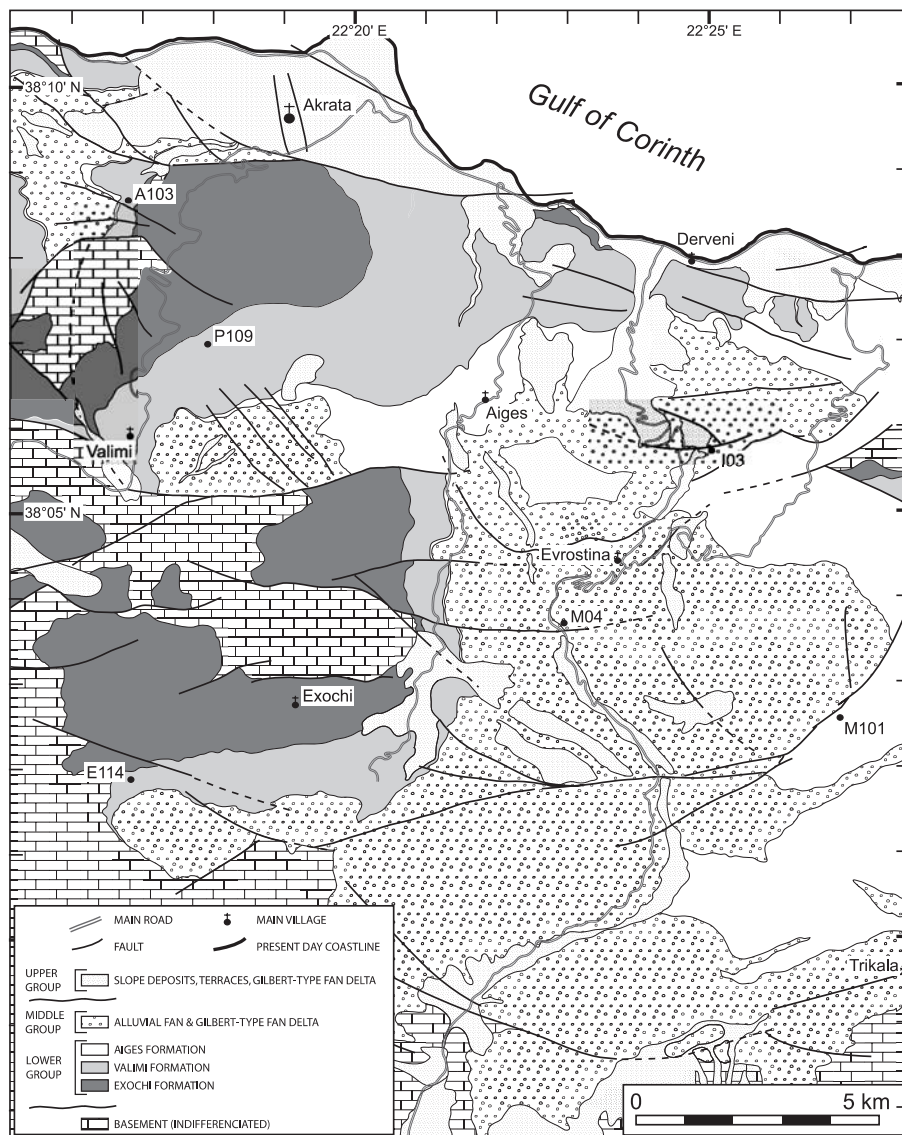 22°20 E
22°25 E
38°10' N
Akrata
Gulf of Corinth
A103
Derveni
P109
Aiges
Valimi
I03
38°05' N
Evrostina
M04
Exochi
M101
E114
Trikala
MAIN ROAD
MAIN VILLAGE
FAULT
PRESENT DAY COASTLINE
UPPER GROUP
SLOPE DEPOSITS, TERRACES, GILBERT-TYPE FAN DELTA
MIDDLE GROUP
ALLUVIAL FAN & GILBERT-TYPE FAN DELTA
LOWER GROUP
AIGES FORMATION
VALIMI FORMATION
EXOCHI FORMATION
BASEMENT (INDIFFERENCIATED)
0 5 km